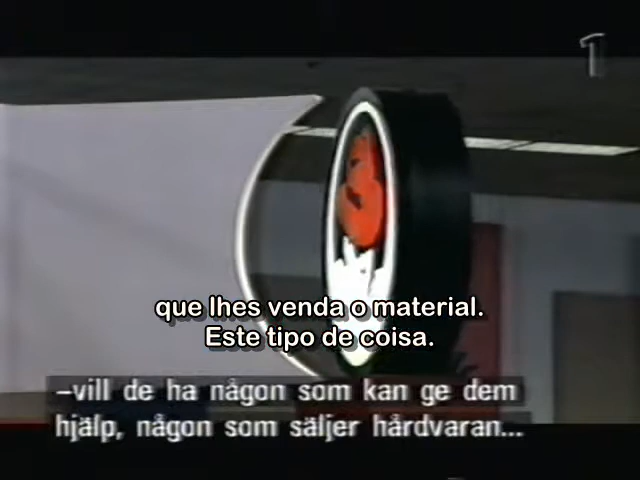 1
que lhes venda o material.
Este tipo de coisa.
–vill de ha någon som kan ge dem
hjälp, någon som säljer hårdvaran...